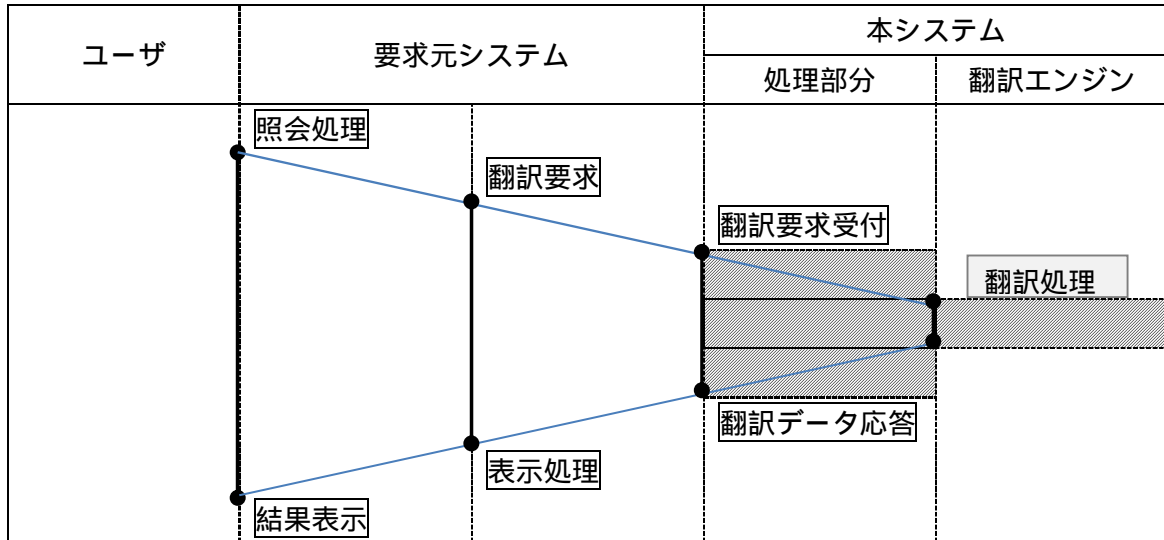 ユーザ
要求元システム
本システム
処理部分
翻訳エンジン
照会処理
翻訳要求
翻訳要求受付
翻訳処理
翻訳データ応答
表示処理
結果表示